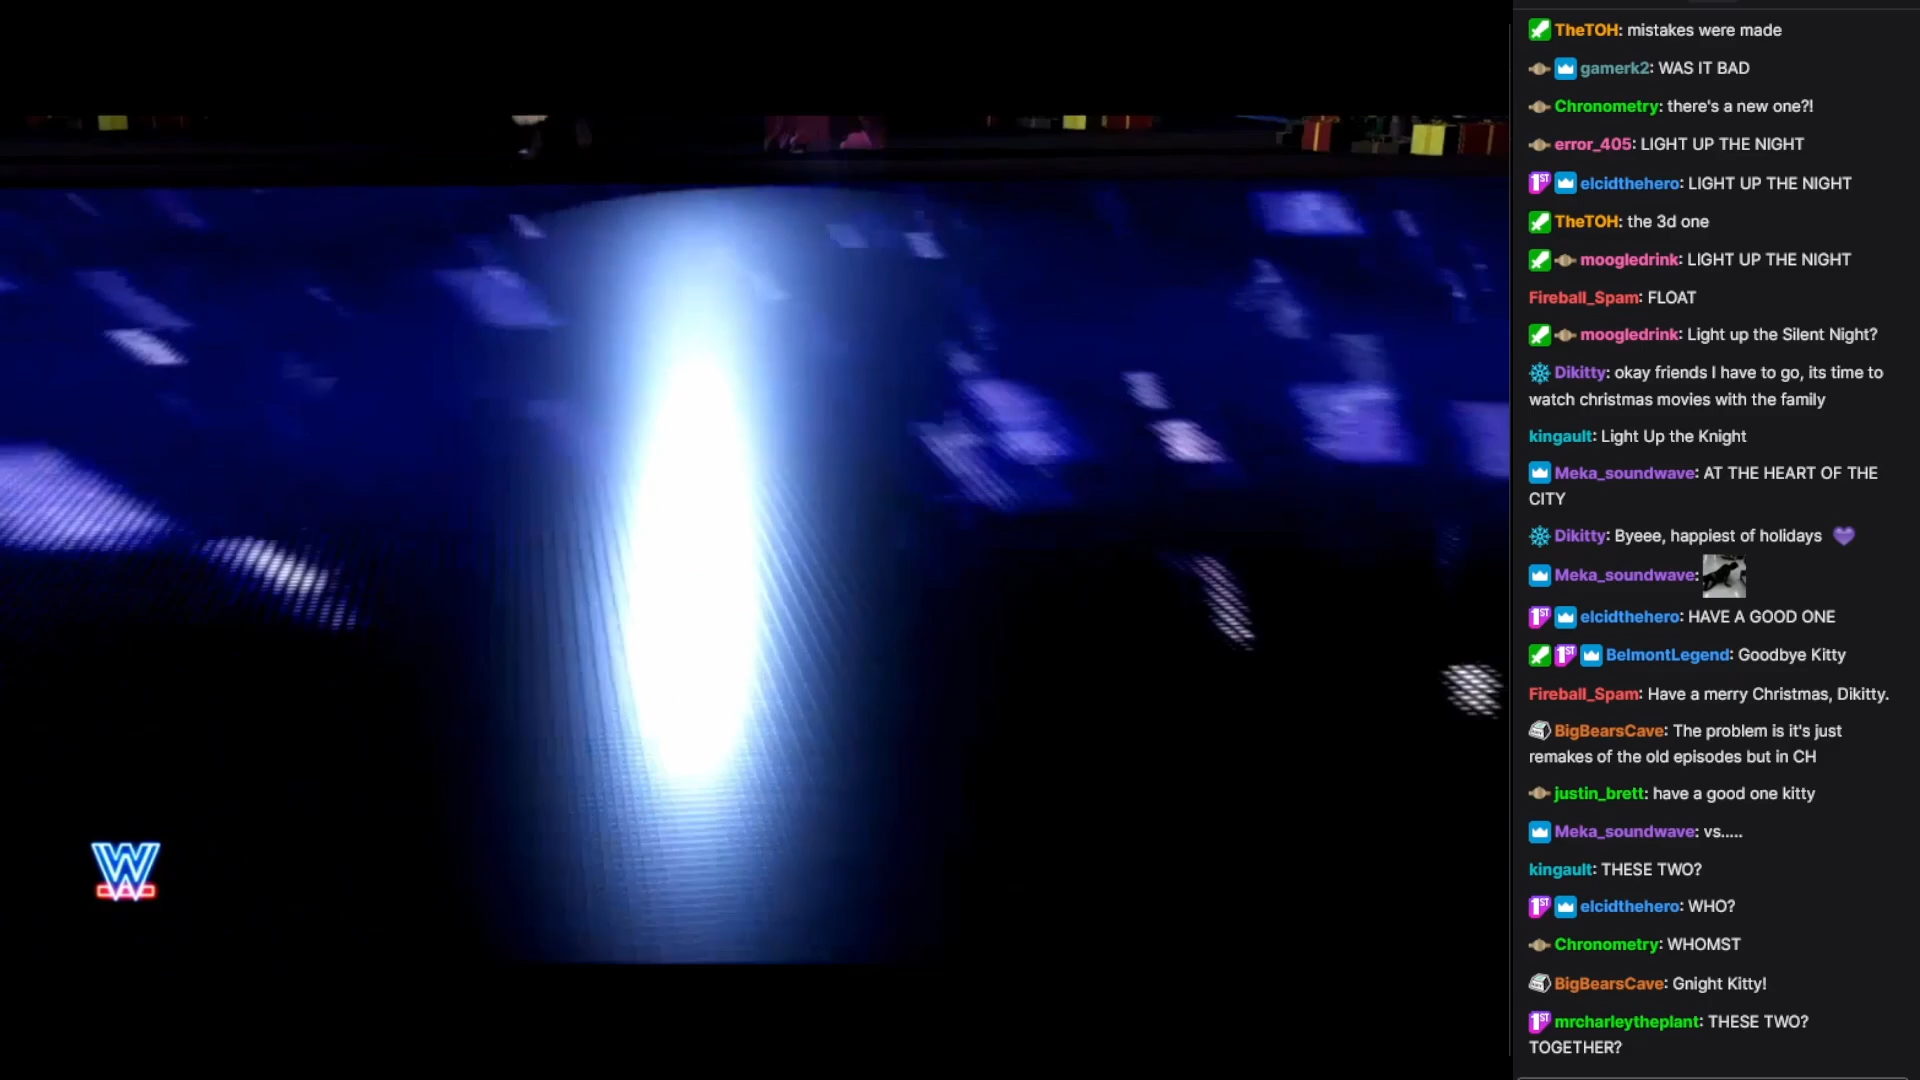 TheTOH: mistakes were made
gamerk2: WAS IT BAD
Chronometry: there's a new one?!
error_405: LIGHT UP THE NIGHT
1ST elcidthehero: LIGHT UP THE NIGHT
TheTOH: the 3d one
moogledrink: LIGHT UP THE NIGHT
Fireball_Spam: FLOAT
moogledrink: Light up the Silent Night?
Dikitty: okay friends I have to go, its time to
watch christmas movies with the family
kingault: Light Up the Knight
Meka_soundwave: AT THE HEART OF THE
CITY
Dikitty: Byeee, happiest of holidays
Meka_soundwave:
1ST elcidthehero: HAVE A GOOD ONE
1ST BelmontLegend: Goodbye Kitty
Fireball_Spam: Have a merry Christmas, Dikitty.
BigBearsCave: The problem is it's just
remakes of the old episodes but in CH
justin_brett: have a good one kitty
Meka_soundwave: vs.....
kingault: THESE TWO?
1ST elcidthehero: WHO?
Chronometry: WHOMST
BigBearsCave: Gnight Kitty!
1ST mrcharleytheplant: THESE TWO?
TOGETHER?
W